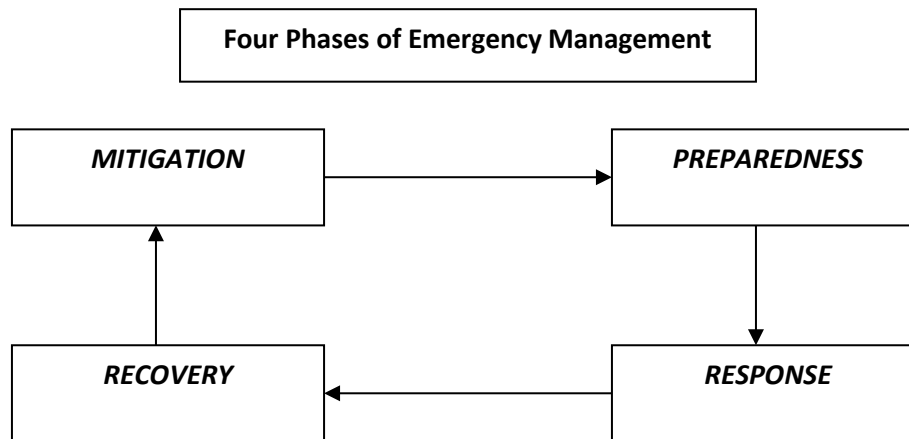 Four Phases of Emergency Management
MITIGATION
PREPAREDNESS
RECOVERY
RESPONSE